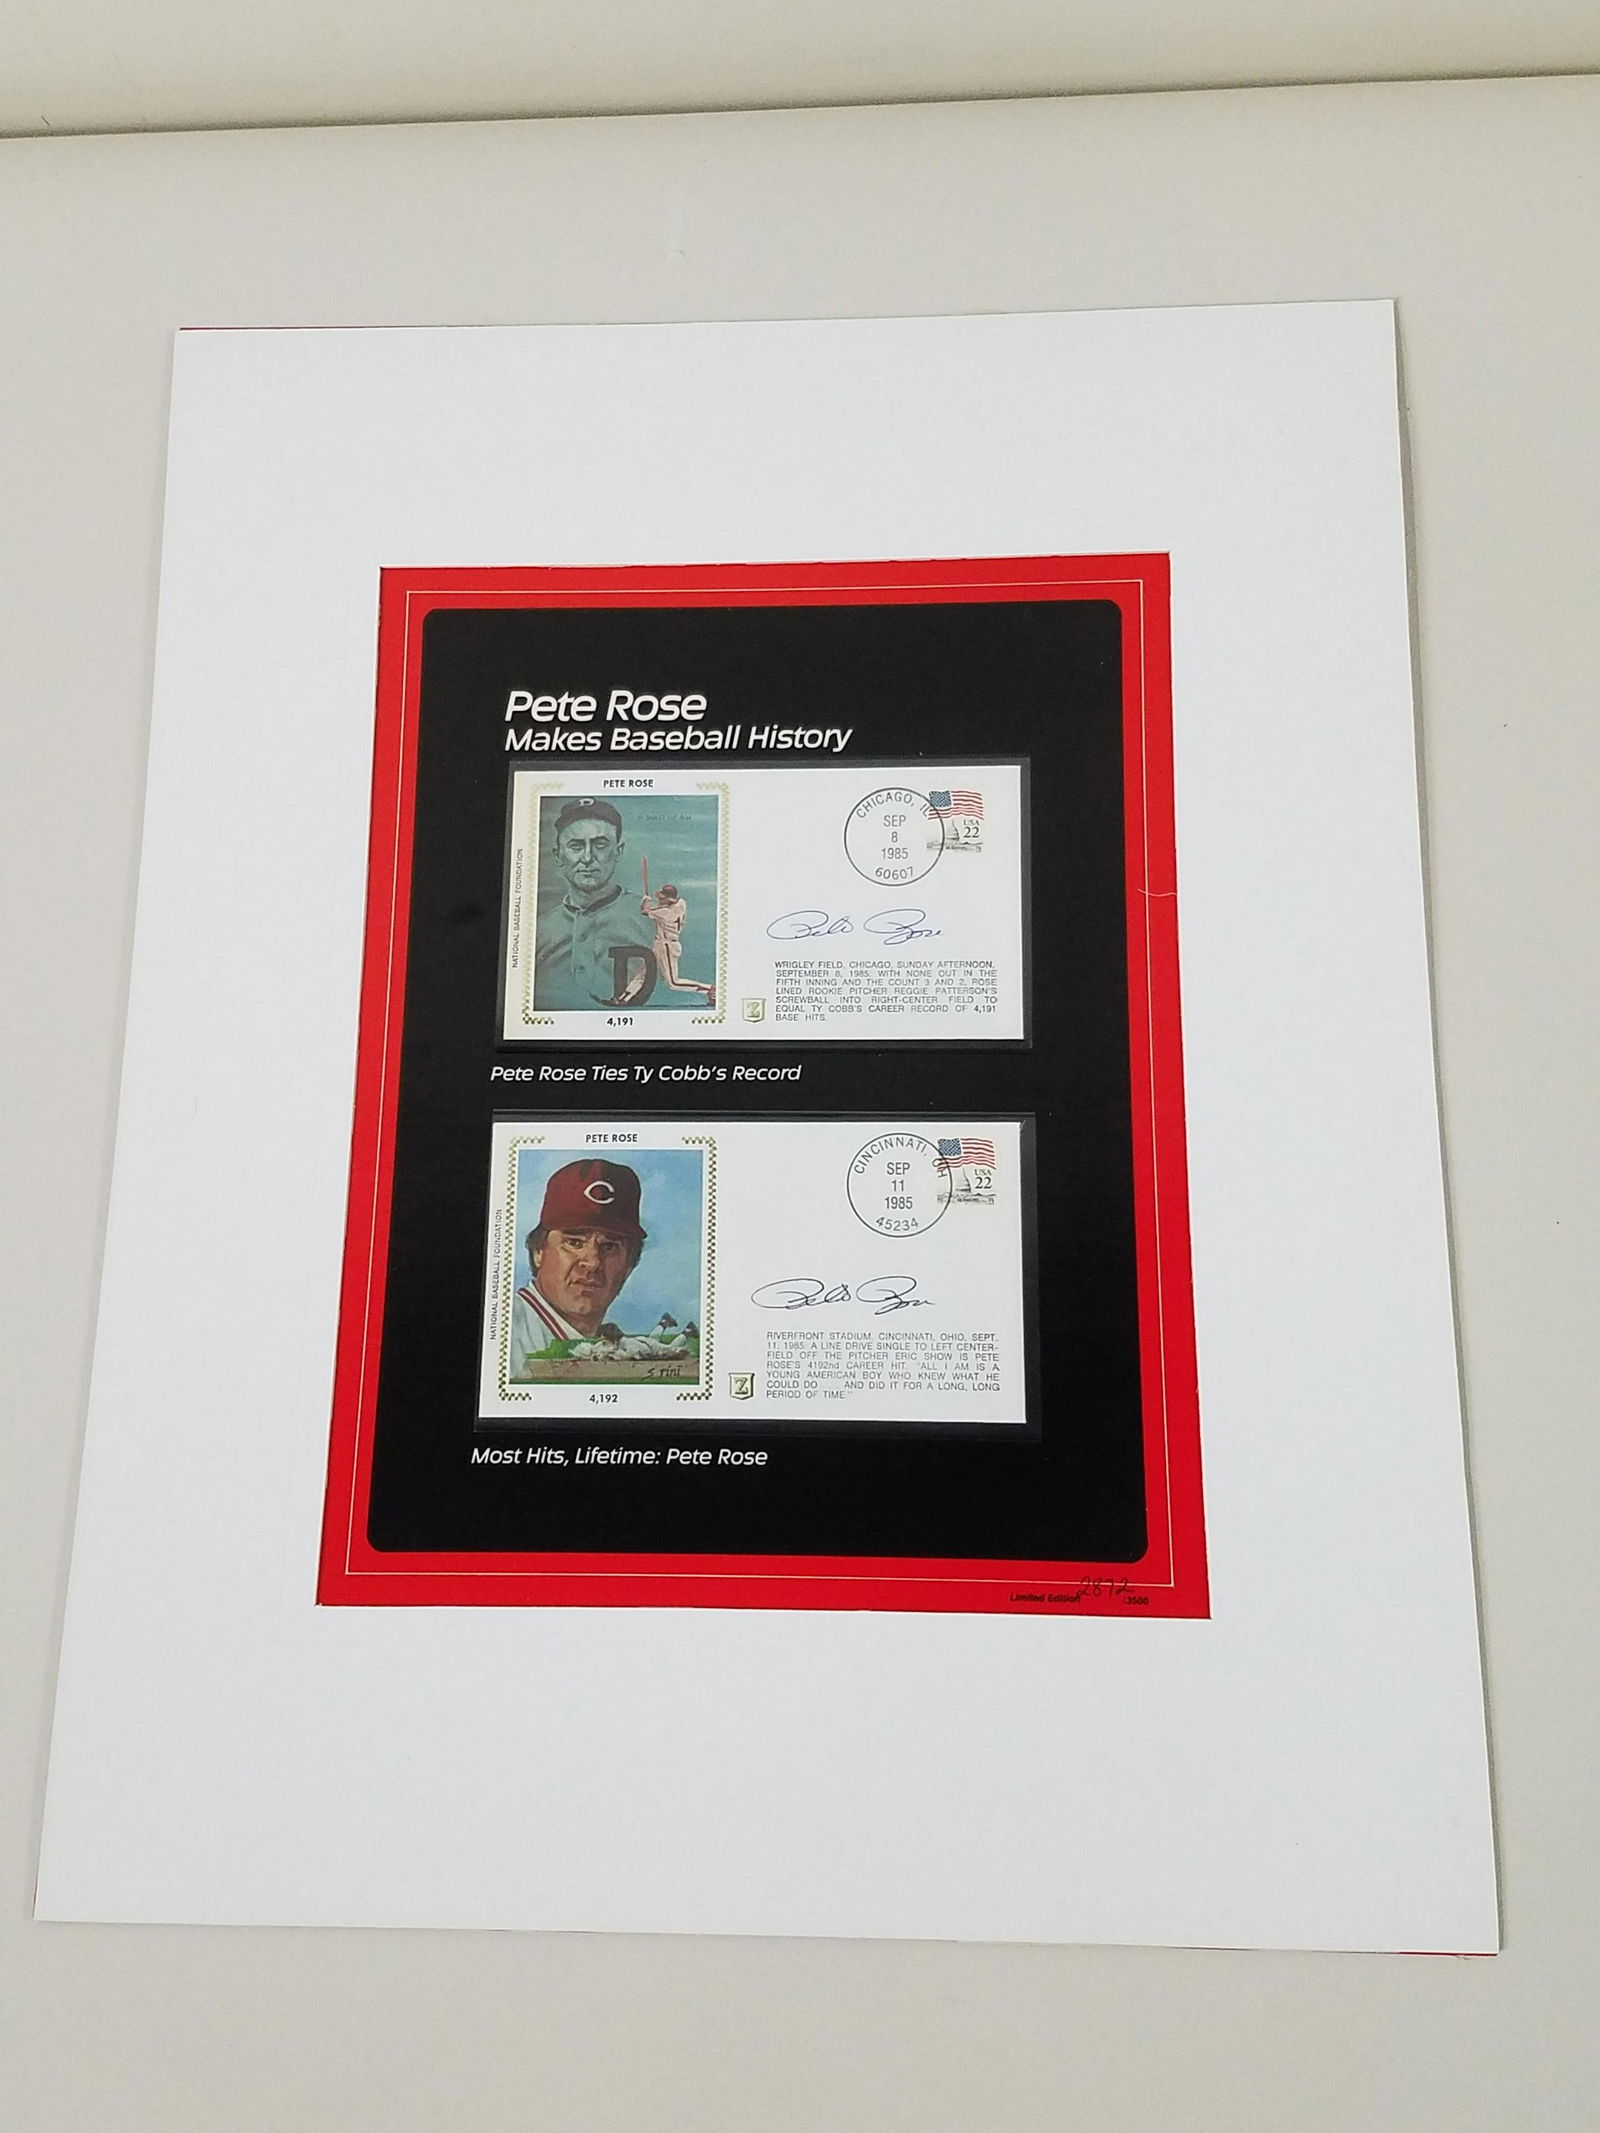 Pete Rose
Makes Baseball History
PETE ROSE
NATIONAL BASEBALL FOUNDATION
D
D
4,191
CHICAGO, IL
SEP
8
1985
60607
USA
22
Pete Rose
Z
WRIGLEY FIELD, CHICAGO, SUNDAY AFTERNOON,
SEPTEMBER 8, 1985: WITH NONE OUT IN THE
FIFTH INNING AND THE COUNT 3 AND 2, ROSE
LINED ROOKIE PITCHER REGGIE PATTERSON'S
SCREWBALL INTO RIGHT-CENTER FIELD TO
EQUAL TY COBB'S CAREER RECORD OF 4,191
BASE HITS.
Pete Rose Ties Ty Cobb's Record
PETE ROSE
NATIONAL BASEBALL FOUNDATION
C
4,192
CINCINNATI, OH
SEP
11
1985
45234
USA
22
Pete Rose
Z
RIVERFRONT STADIUM, CINCINNATI, OHIO, SEPT.
11, 1985: A LINE DRIVE SINGLE TO LEFT CENTER-
FIELD OFF THE PITCHER ERIC SHOW IS PETE
ROSE'S 4192nd CAREER HIT. "ALL I AM IS A
YOUNG AMERICAN BOY WHO KNEW WHAT HE
COULD DO AND DID IT FOR A LONG, LONG
PERIOD OF TIME."
Most Hits, Lifetime: Pete Rose
Limited Edition 2872 /3500